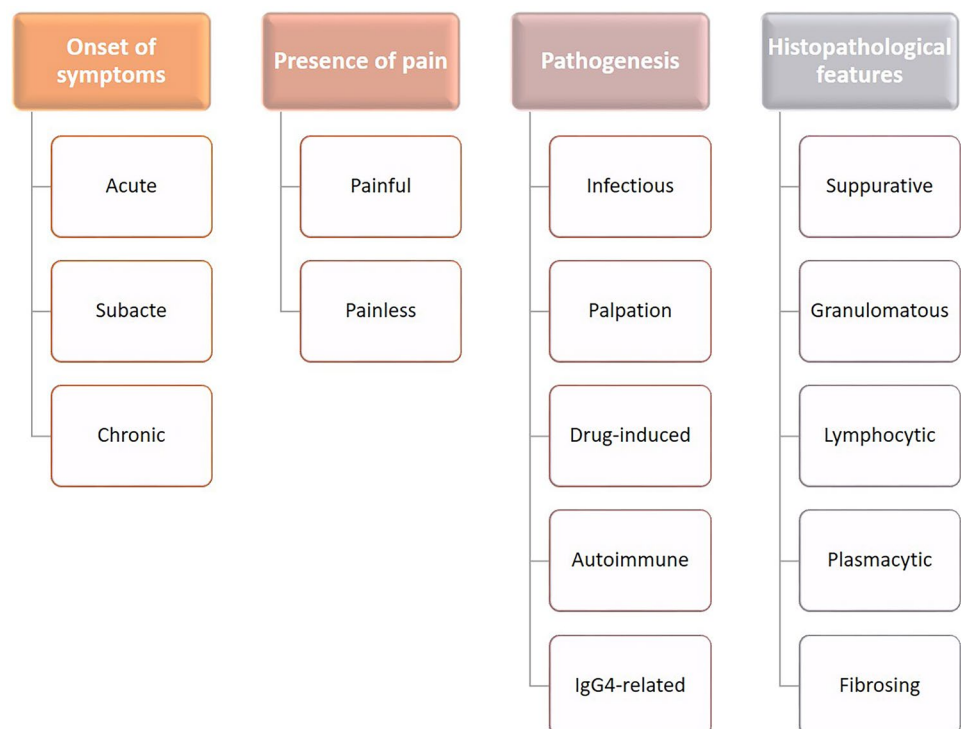 Onset of
symptoms
Acute
Subacte
Chronic
Presence of pain
Painful
Painless
Pathogenesis
Infectious
Palpation
Drug-induced
Autoimmune
IgG4-related
Histopathological
features
Suppurative
Granulomatous
Lymphocytic
Plasmacytic
Fibrosing